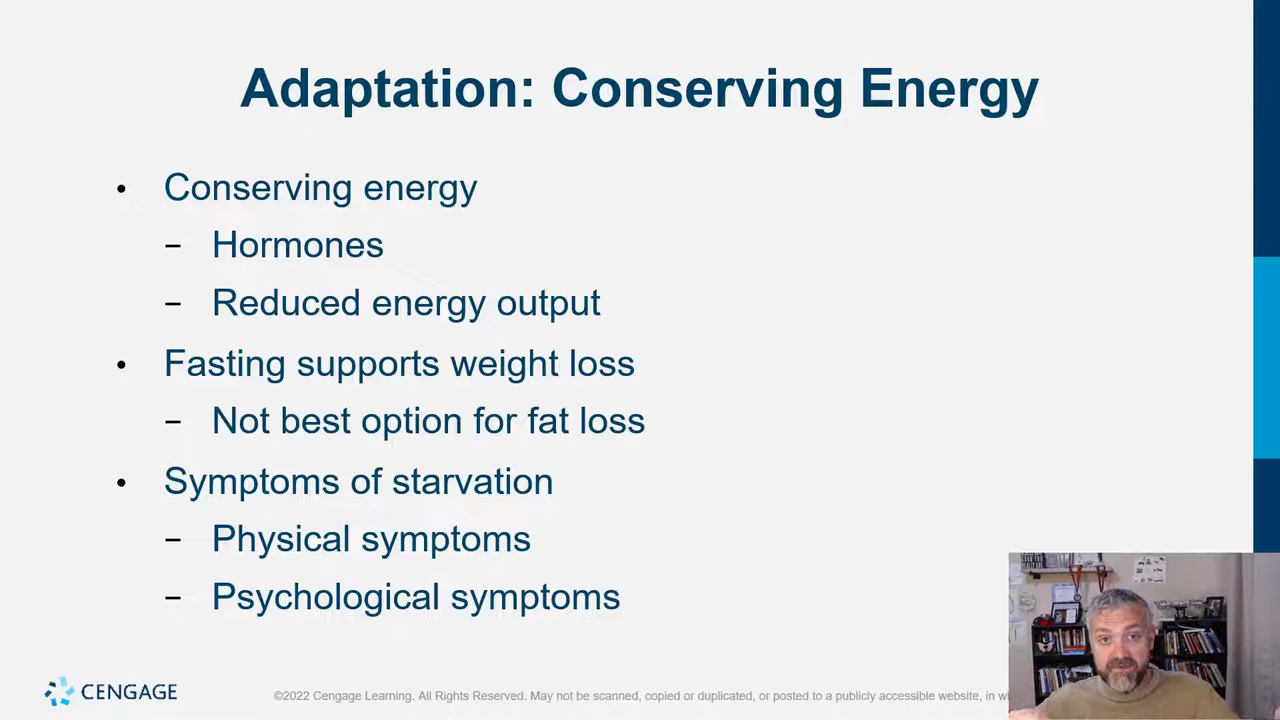 Adaptation: Conserving Energy
• Conserving energy
− Hormones
− Reduced energy output
• Fasting supports weight loss
− Not best option for fat loss
• Symptoms of starvation
− Physical symptoms
− Psychological symptoms
CENGAGE
©2022 Cengage Learning. All Rights Reserved. May not be scanned, copied or duplicated, or posted to a publicly accessible website, in